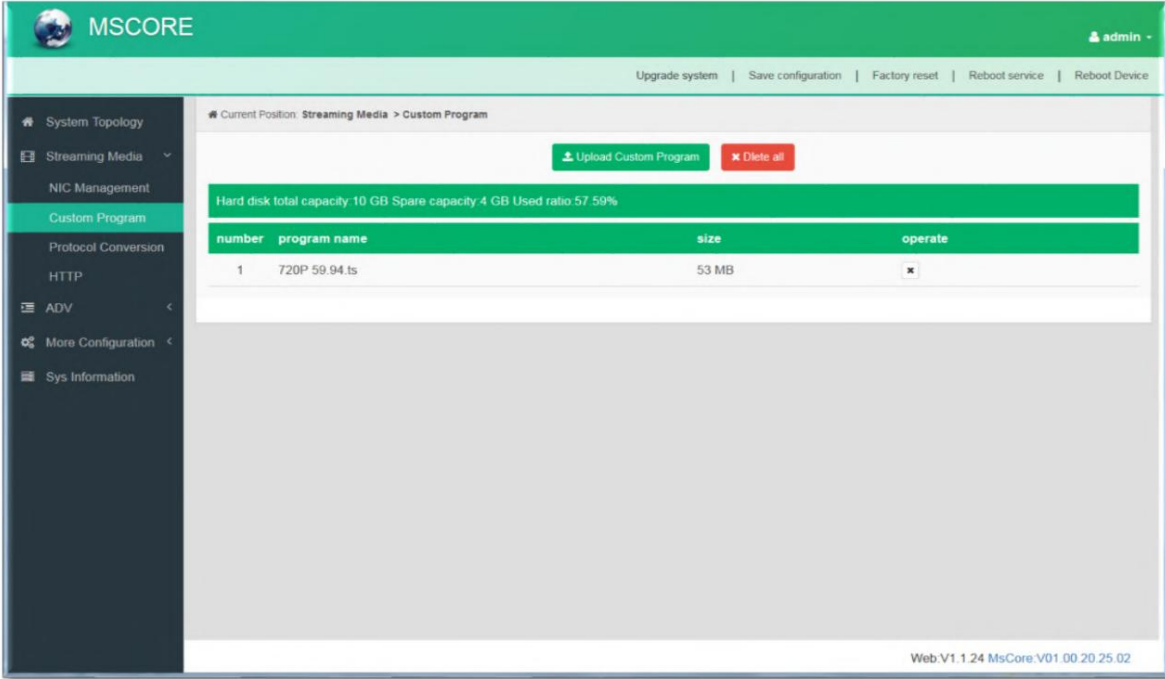 MSCORE
admin
Upgrade system | Save configuration | Factory reset | Reboot service | Reboot Device
System Topology
Streaming Media
NIC Management
Custom Program
Protocol Conversion
HTTP
ADV
More Configuration
Sys Information
Current Position: Streaming Media > Custom Program
Upload Custom Program
Dlete all
Hard disk total capacity:10 GB Spare capacity:4 GB Used ratio:57.59%
number program name size operate
1 720P 59.94.ts 53 MB
Web:V1.1.24 MsCore:V01.00.20.25.02